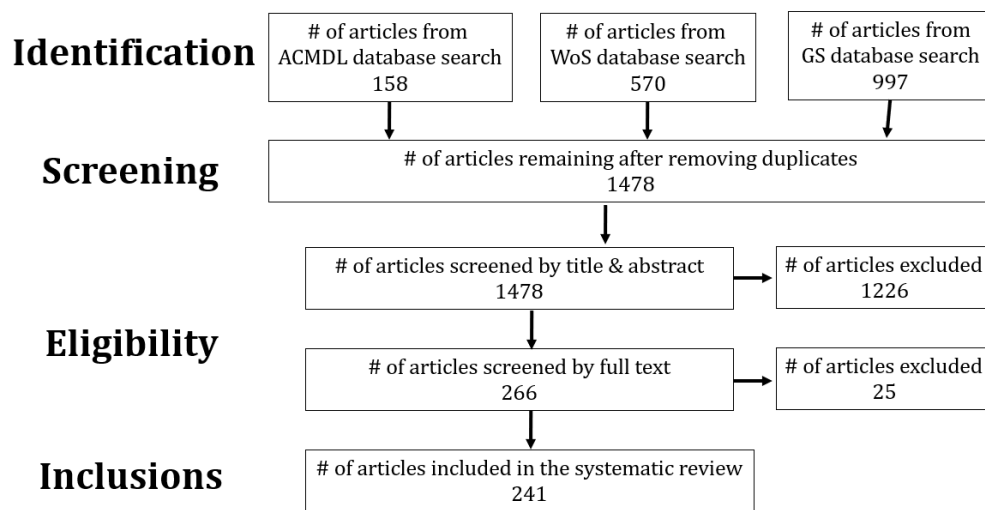 Identification
# of articles from
ACMDL database search
158
# of articles from
WoS database search
570
# of articles from
GS database search
997
Screening
# of articles remaining after removing duplicates
1478
Eligibility
# of articles screened by title & abstract
1478
# of articles excluded
1226
# of articles screened by full text
266
# of articles excluded
25
Inclusions
# of articles included in the systematic review
241